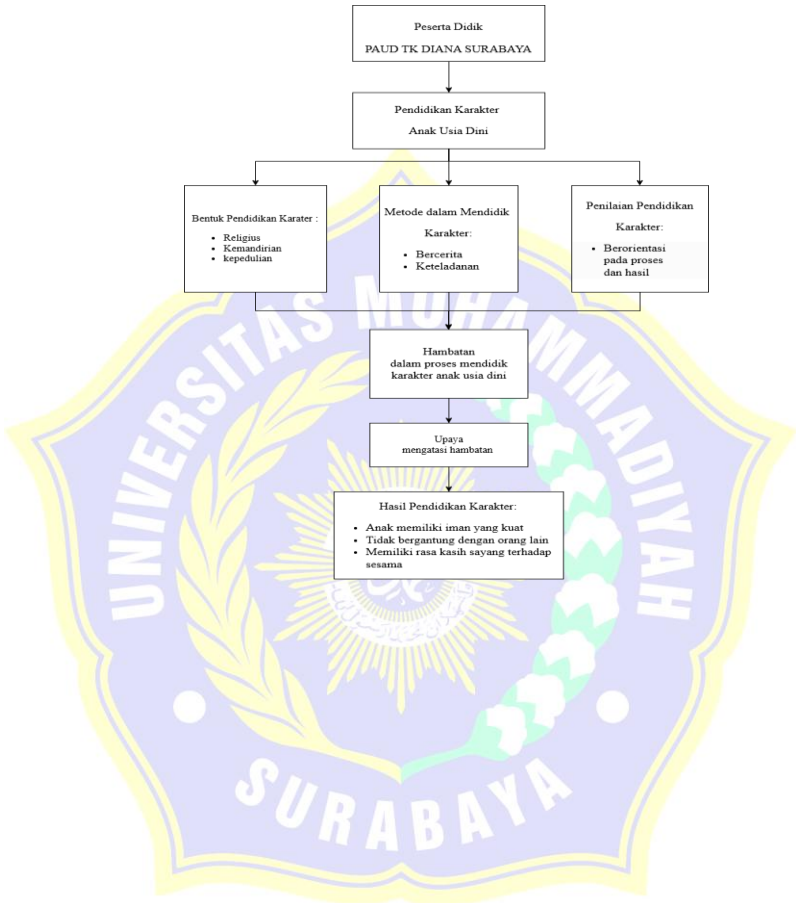 Peserta Didik
PAUD TK DIANA SURABAYA
Pendidikan Karakter
Anak Usia Dini
Bentuk Pendidikan Karater :
• Religius
• Kemandirian
• kepedulian
Metode dalam Mendidik
Karakter:
• Bercerita
• Keteladanan
Penilaian Pendidikan
Karakter:
• Berorientasi
pada proses
dan hasil
Hambatan
dalam proses mendidik
karakter anak usia dini
Upaya
mengatasi hambatan
Hasil Pendidikan Karakter:
• Anak memiliki iman yang kuat
• Tidak bergantung dengan orang lain
• Memiliki rasa kasih sayang terhadap
sesama
UNIVERSITAS MUHAMMADIYAH
SURABAYA